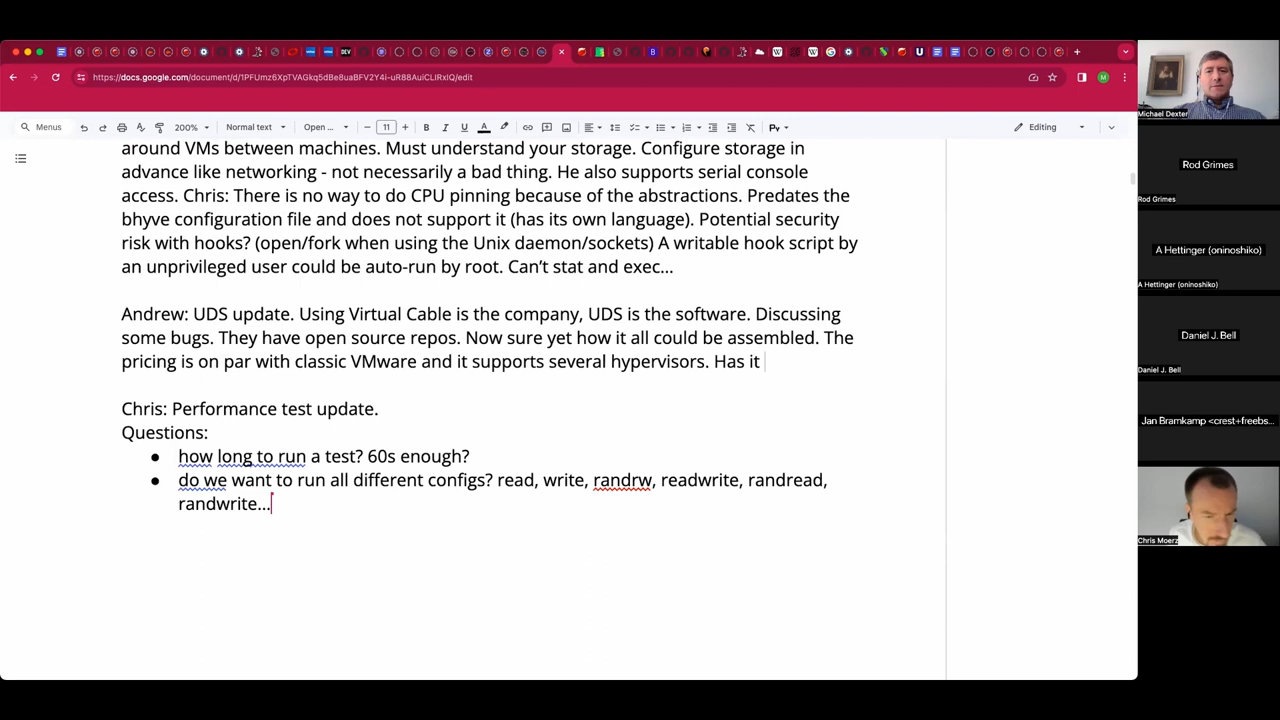 https://docs.google.com/document/d/1PFUmz6XpTVAGkq5dBe8uaBFV2Y4i-uR88AuiCLlRxIQ/edit
Menus
200%
Normal text
Open ...
11
Editing
around VMs between machines. Must understand your storage. Configure storage in
advance like networking - not necessarily a bad thing. He also supports serial console
access. Chris: There is no way to do CPU pinning because of the abstractions. Predates the
bhyve configuration file and does not support it (has its own language). Potential security
risk with hooks? (open/fork when using the Unix daemon/sockets) A writable hook script by
an unprivileged user could be auto-run by root. Can't stat and exec...
Andrew: UDS update. Using Virtual Cable is the company, UDS is the software. Discussing
some bugs. They have open source repos. Now sure yet how it all could be assembled. The
pricing is on par with classic VMware and it supports several hypervisors. Has it
Chris: Performance test update.
Questions:
● how long to run a test? 60s enough?
● do we want to run all different configs? read, write, randrw, readwrite, randread,
randwrite...
Michael Dexter
Rod Grimes
Rod Grimes
A Hettinger (oninoshiko)
A Hettinger (oninoshiko)
Daniel J. Bell
Daniel J. Bell
Jan Bramkamp <crest+freebs...
Chris Moerz